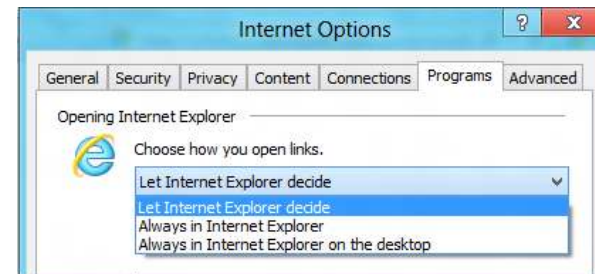 Internet Options
?
X
General Security Privacy Content Connections Programs Advanced
Opening Internet Explorer
Choose how you open links.
Let Internet Explorer decide
Let Internet Explorer decide
Always in Internet Explorer
Always in Internet Explorer on the desktop